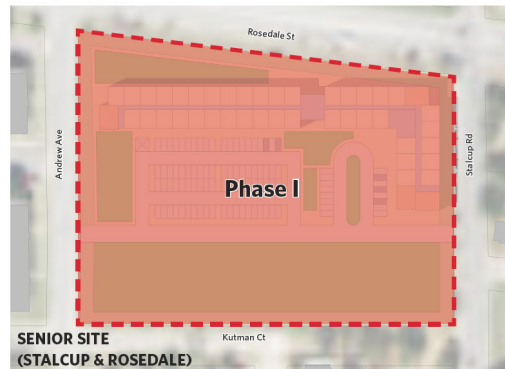 Rosedale St
Andrew Ave
Stalcup Rd
Phase I
Kutman Ct
SENIOR SITE
(STALCUP & ROSEDALE)